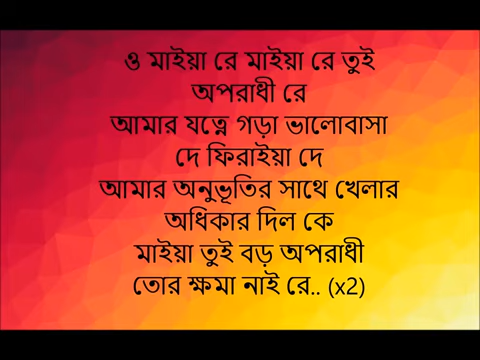 ও মাইয়া রে মাইয়া রে তুই
অপরাধী রে
আমার যত্নে গড়া ভালোবাসা
দে ফিরাইয়া দে
আমার অনুভূতির সাথে খেলার
অধিকার দিল কে
মাইয়া তুই বড় অপরাধী
তোর ক্ষমা নাই রে.. (x2)